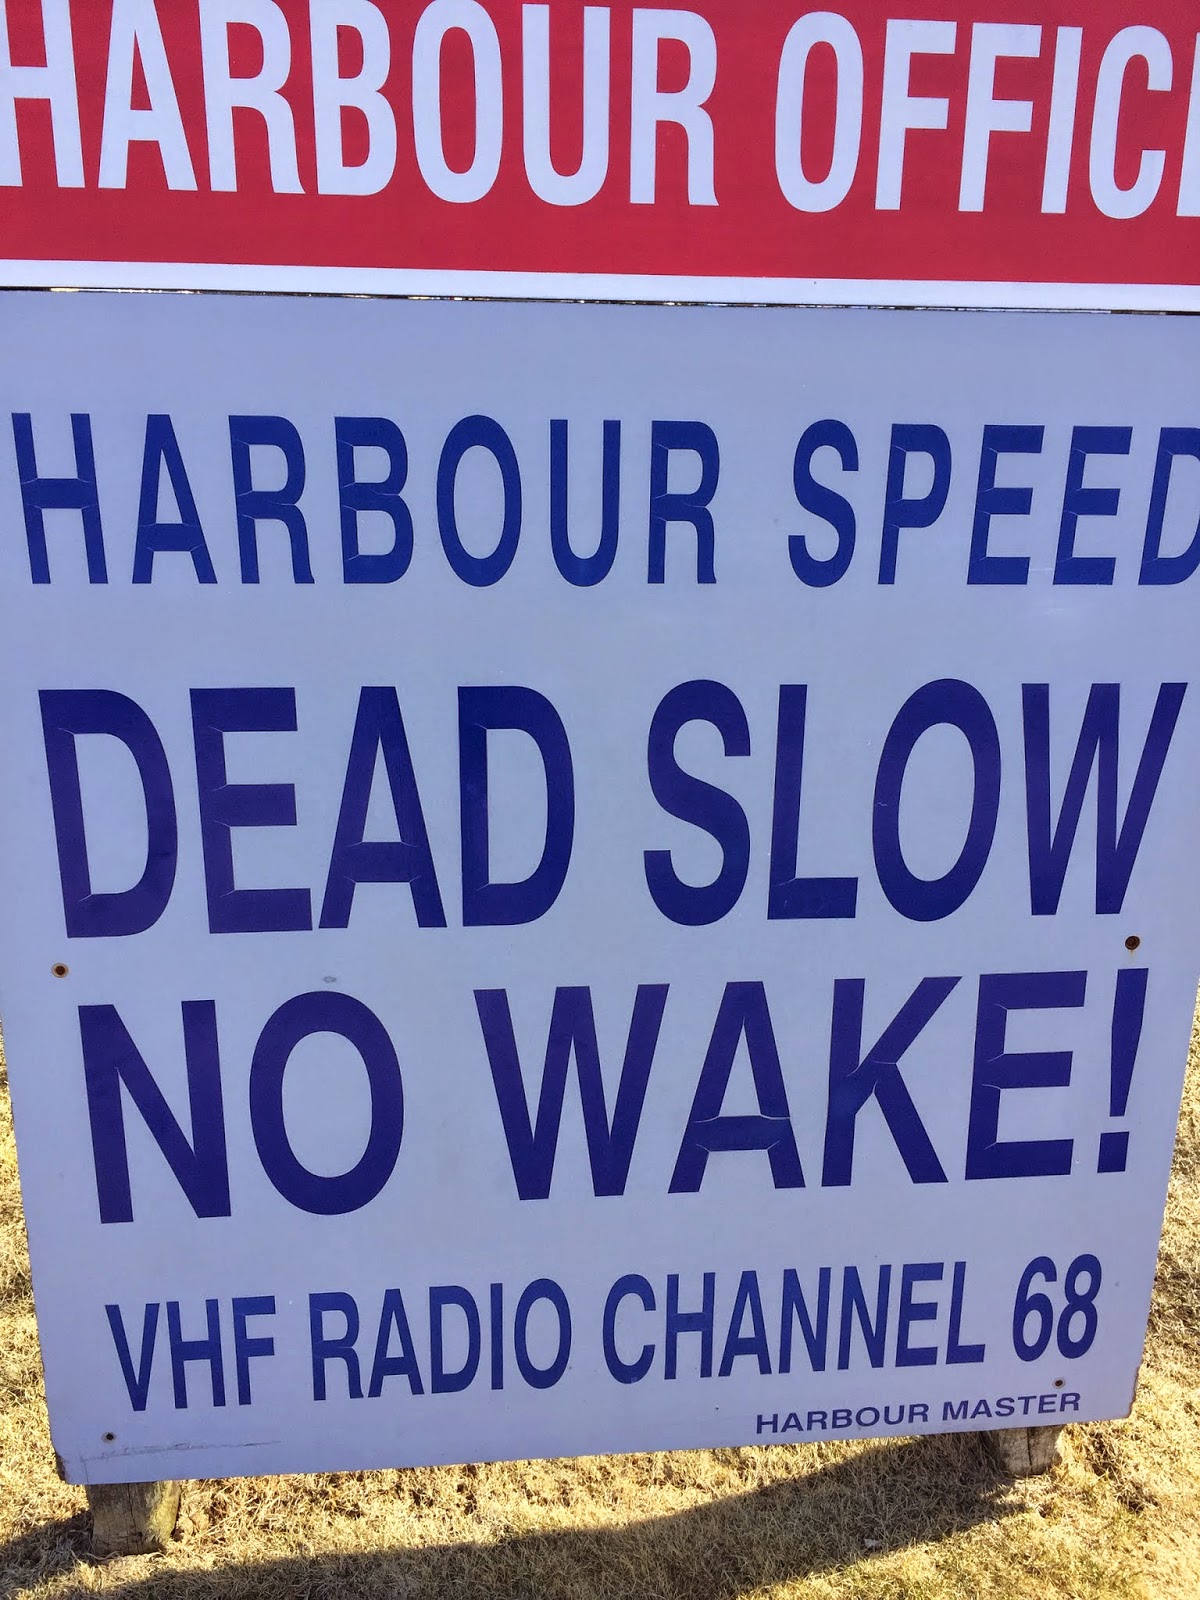 HARBOUR OFFIC
HARBOUR SPEED
DEAD SLOW
NO WAKE!
VHF RADIO CHANNEL 68
HARBOUR MASTER